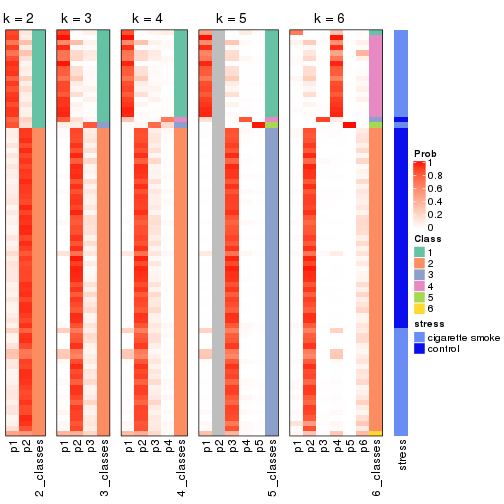 k = 2
k = 3
k = 4
k = 5
k = 6
Prob
1
0.8
0.6
0.4
0.2
0
Class
1
2
3
4
5
6
stress
cigarette smoke
control
p1
p2
2_classes
p1
p2
p3
3_classes
p1
p2
p3
p4
4_classes
p1
p2
p3
p4
p5
5_classes
p1
p2
p3
p4
p5
p6
6_classes
stress